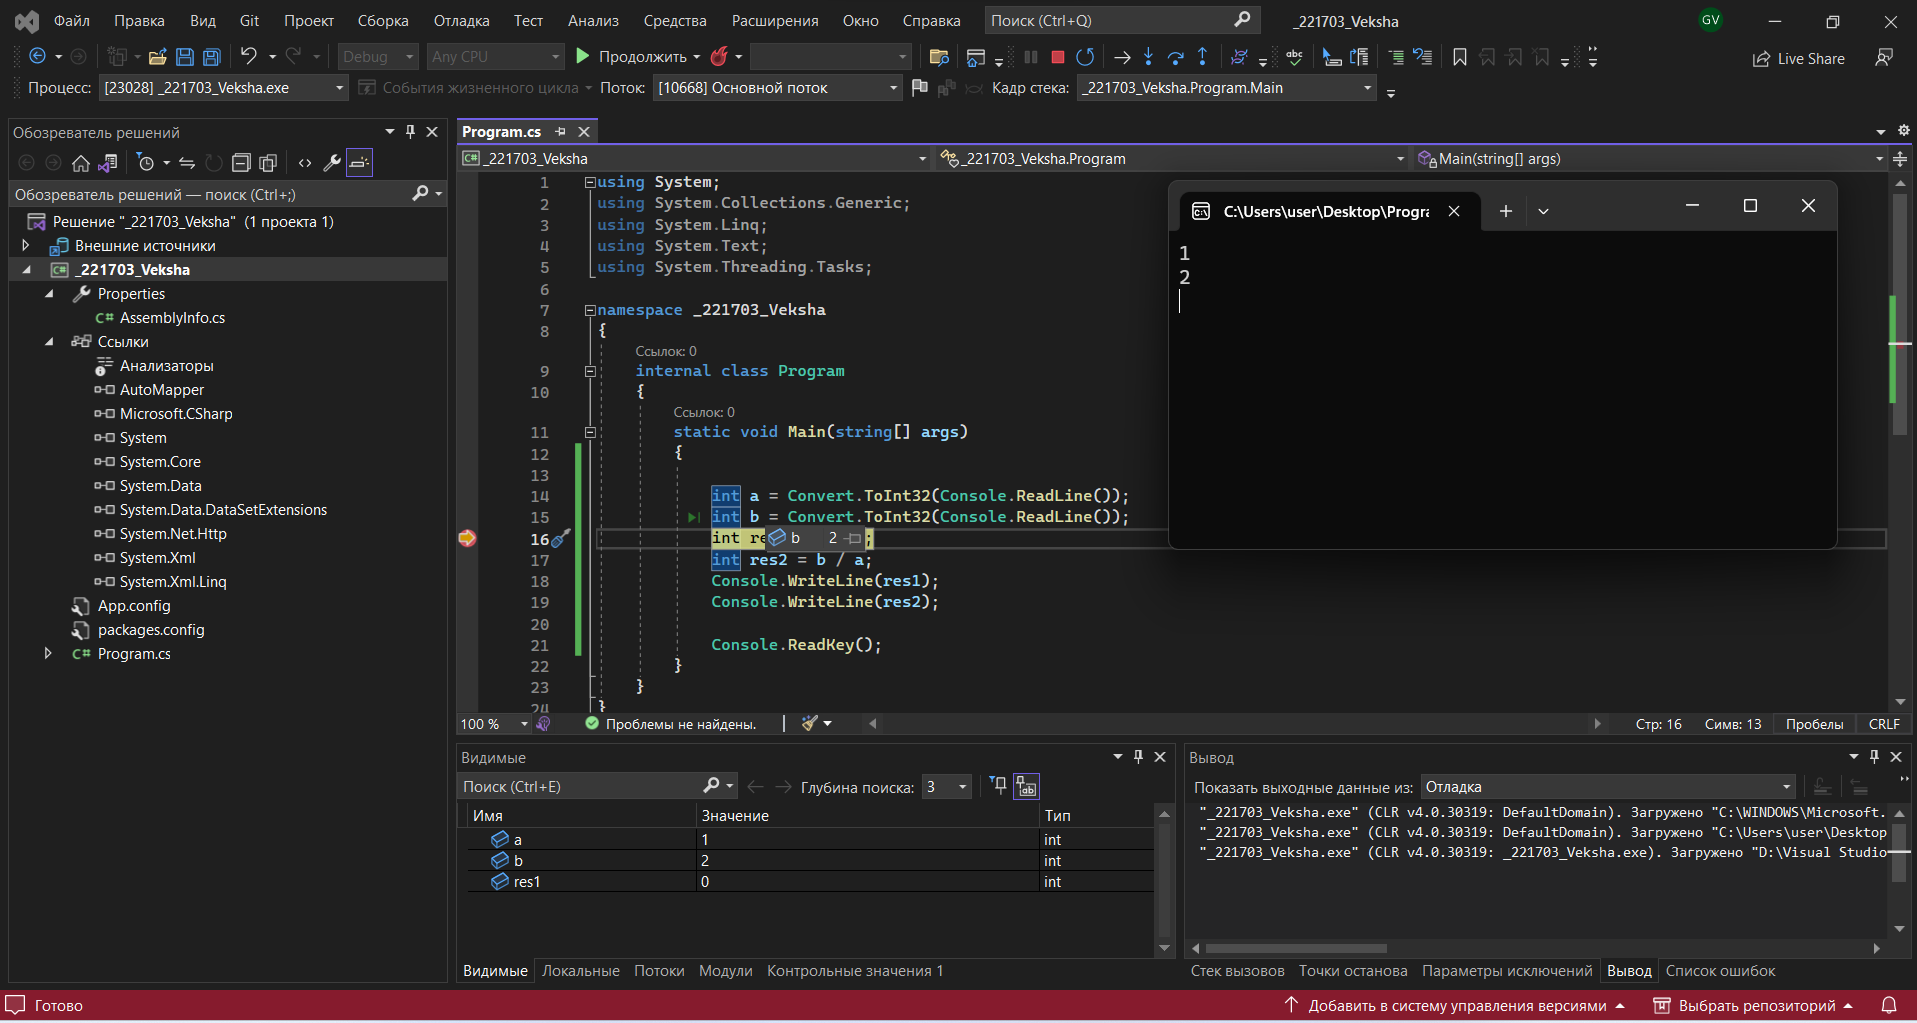 Файл Правка Вид Git Проект Сборка Отладка Тест Анализ Средства Расширения Окно Справка Поиск (Ctrl+Q) _221703_Veksha GV
Debug Any CPU Продолжить abc Live Share
Процесс: [23028] _221703_Veksha.exe События жизненного цикла Поток: [10668] Основной поток Кадр стека: _221703_Veksha.Program.Main
Обозреватель решений
Обозреватель решений — поиск (Ctrl+;)
Решение "_221703_Veksha" (1 проекта 1)
Внешние источники
C# _221703_Veksha
Properties
C# AssemblyInfo.cs
Ссылки
Анализаторы
AutoMapper
Microsoft.CSharp
System
System.Core
System.Data
System.Data.DataSetExtensions
System.Net.Http
System.Xml
System.Xml.Linq
App.config
packages.config
C# Program.cs
Program.cs
C# _221703_Veksha _221703_Veksha.Program Main(string[] args)
1 using System;
2 using System.Collections.Generic;
3 using System.Linq;
4 using System.Text;
5 using System.Threading.Tasks;
6
7 namespace _221703_Veksha
8 {
Ссылок: 0
9 internal class Program
10 {
Ссылок: 0
11 static void Main(string[] args)
12 {
13
14 int a = Convert.ToInt32(Console.ReadLine());
15 int b = Convert.ToInt32(Console.ReadLine());
16 int re b 2 ;
17 int res2 = b / a;
18 Console.WriteLine(res1);
19 Console.WriteLine(res2);
20
21 Console.ReadKey();
22 }
23 }
24 }
C:\Users\user\Desktop\Progra
1
2
100 % Проблемы не найдены. Стр: 16 Симв: 13 Пробелы CRLF
Видимые
Поиск (Ctrl+E) Глубина поиска: 3
Имя Значение Тип
a 1 int
b 2 int
res1 0 int
Видимые Локальные Потоки Модули Контрольные значения 1
Вывод
Показать выходные данные из: Отладка
"_221703_Veksha.exe" (CLR v4.0.30319: DefaultDomain). Загружено "C:\WINDOWS\Microsoft.
"_221703_Veksha.exe" (CLR v4.0.30319: DefaultDomain). Загружено "C:\Users\user\Desktop
"_221703_Veksha.exe" (CLR v4.0.30319: _221703_Veksha.exe). Загружено "D:\Visual Studio
Стек вызовов Точки останова Параметры исключений Вывод Список ошибок
Готово Добавить в систему управления версиями Выбрать репозиторий